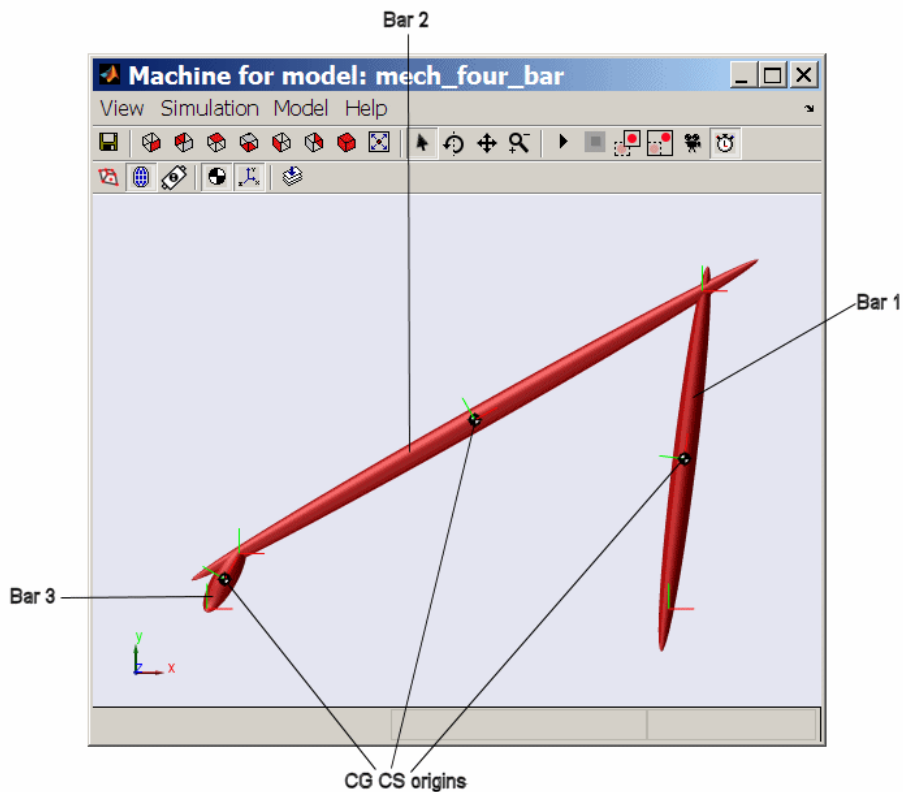 Bar 2
Machine for model: mech_four_bar
View Simulation Model Help
Bar 1
Bar 3
y
z x
CG CS origins